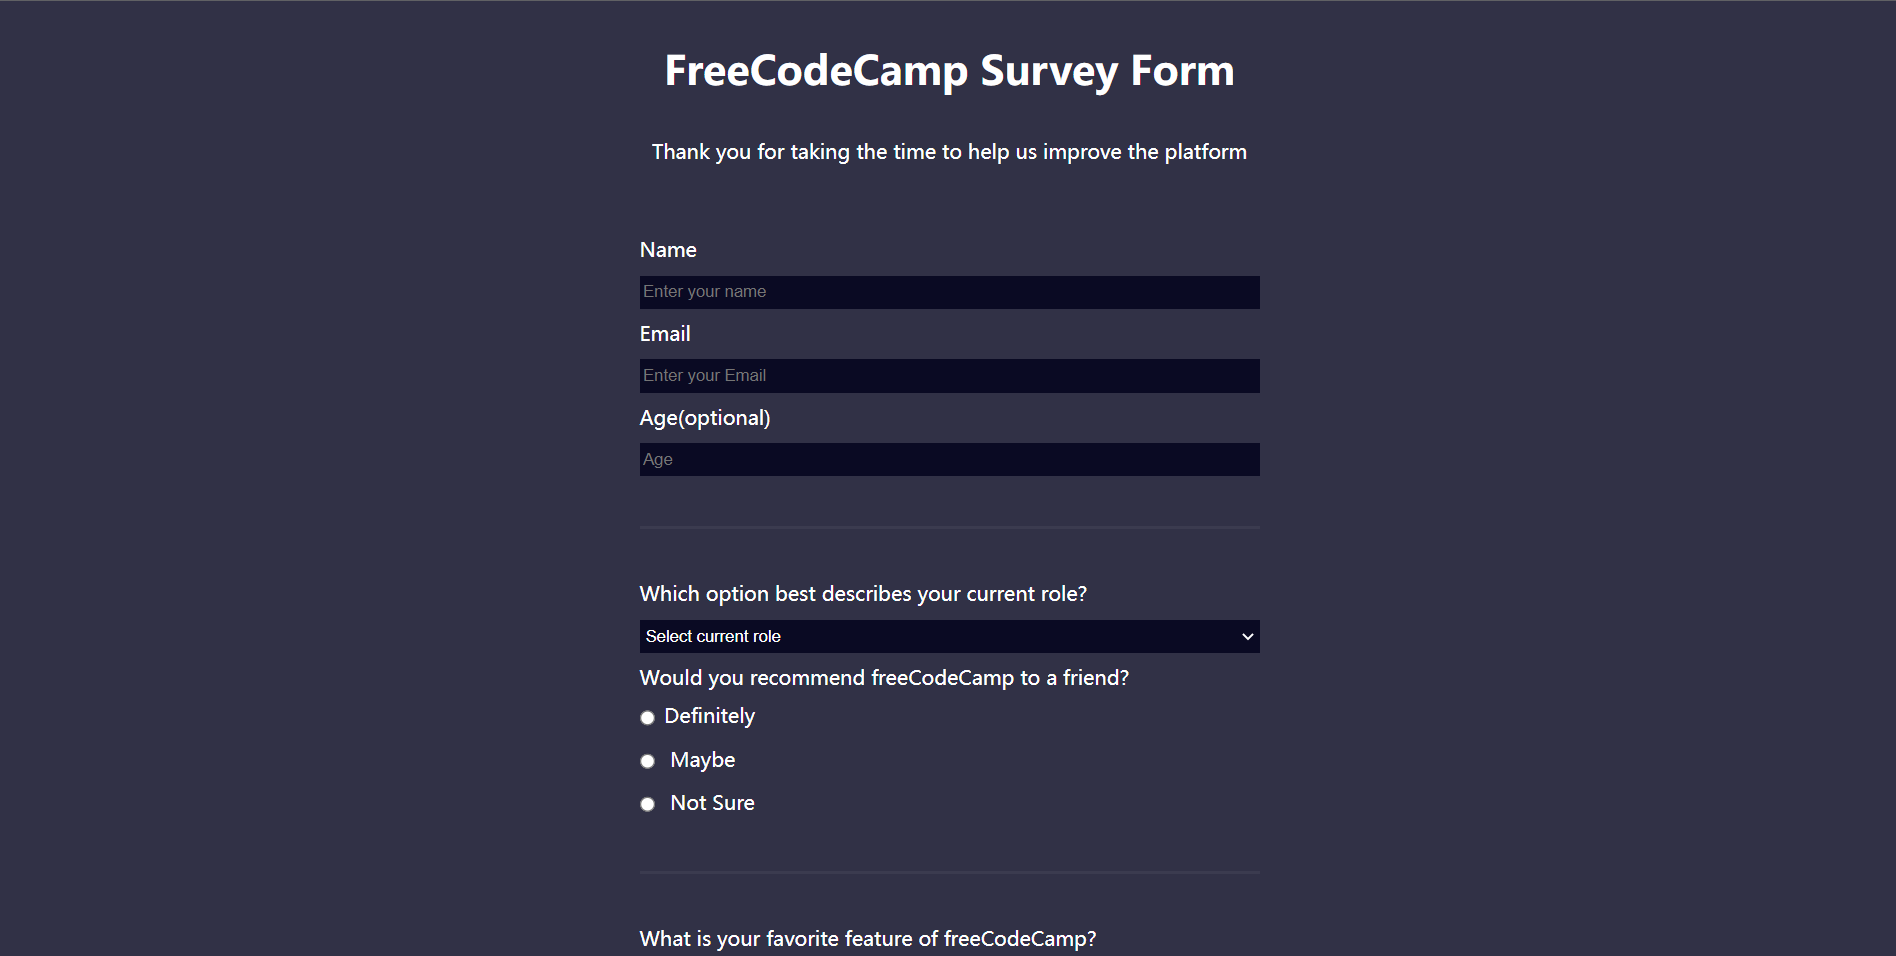 FreeCodeCamp Survey Form
Thank you for taking the time to help us improve the platform
Name
Enter your name
Email
Enter your Email
Age(optional)
Age
Which option best describes your current role?
Select current role
Would you recommend freeCodeCamp to a friend?
Definitely
Maybe
Not Sure
What is your favorite feature of freeCodeCamp?